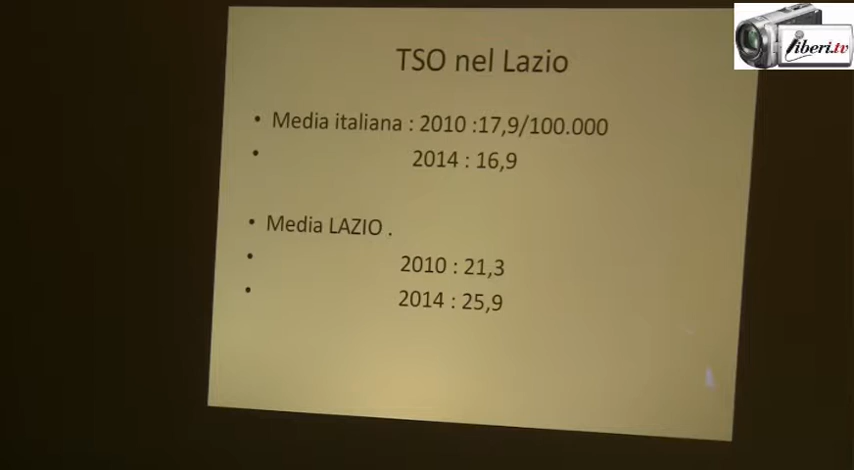 liberi.tv
TSO nel Lazio
• Media italiana : 2010 :17,9/100.000
• 2014 : 16,9
• Media LAZIO .
• 2010 : 21,3
• 2014 : 25,9